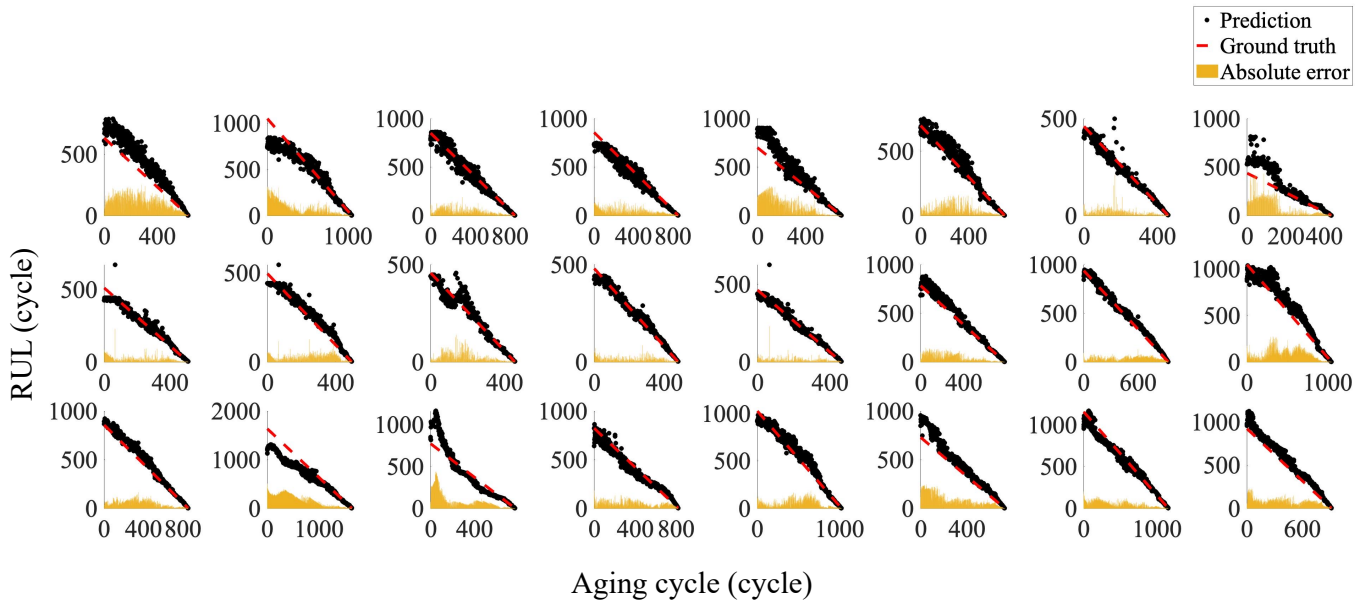 Prediction
Ground truth
Absolute error
RUL (cycle)
1000 1000 1000 1000 500 1000
500 500 500 500 500 500 500
0 0 0 0 0 0 0 0
0 400 0 1000 0 400 800 0 400 800 0 400 0 400 0 400 0 200 400
500 500 500 1000 1000 1000
500 500 500 500 500
0 0 0 0 0 0 0 0
0 500 0 400 0 400 0 400 0 400 0 400 0 600 0 1000
1000 2000 1000 1000 1000 1000 1000 1000
500 1000 500 500 500 500 500 500
0 0 0 0 0 0 0 0
0 400 800 0 1000 0 400 0 400 800 0 1000 0 400 0 1000 0 600
Aging cycle (cycle)